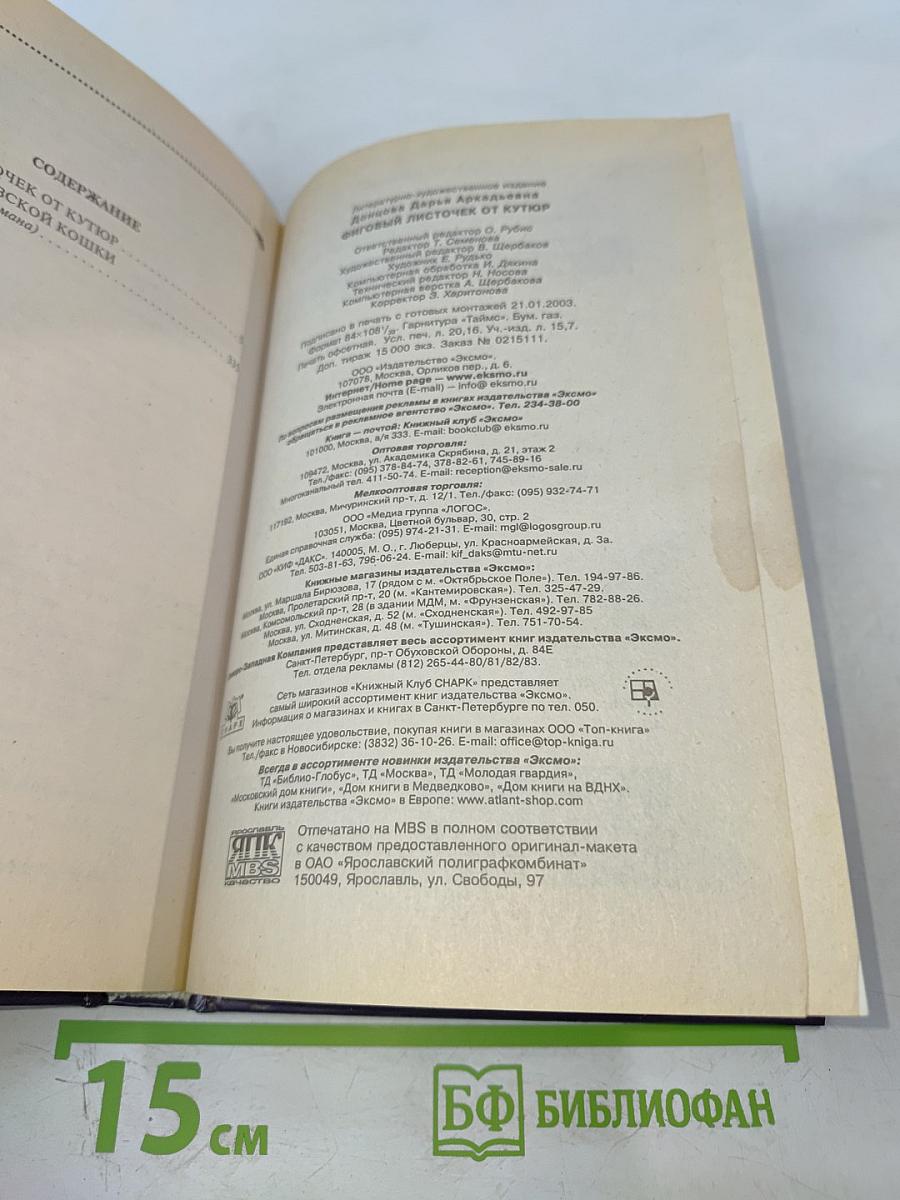 СОДЕРЖАНИЕ
ОЧЕК ОТ КУТЮР
ВСКОЙ КОШКИ
мана)
5
331
Литературно-художественное издание
Донцова Дарья Аркадьевна
ФИГОВЫЙ ЛИСТОЧЕК ОТ КУТЮР
Ответственный редактор О. Рубис
Редактор Т. Семенова
Художественный редактор В. Щербаков
Художник Е. Рудько
Компьютерная обработка И. Дякина
Технический редактор Н. Носова
Компьютерная верстка А. Щербакова
Корректор З. Харитонова
Подписано в печать с готовых монтажей 21.01.2003.
Формат 84×108 1/32. Гарнитура «Таймс». Бум. газ.
Печать офсетная. Усл. печ. л. 20,16. Уч.-изд. л. 15,7.
Доп. тираж 15 000 экз. Заказ № 0215111.
ООО «Издательство «Эксмо».
107078, Москва, Орликов пер., д. 6.
Интернет/Home page — www.eksmo.ru
Электронная почта (E-mail) — info@ eksmo.ru
По вопросам размещения рекламы в книгах издательства «Эксмо»
обращаться в рекламное агентство «Эксмо». Тел. 234-38-00
Книга — почтой: Книжный клуб «Эксмо»
101000, Москва, а/я 333. E-mail: bookclub@ eksmo.ru
Оптовая торговля:
109472, Москва, ул. Академика Скрябина, д. 21, этаж 2
Тел./факс: (095) 378-84-74, 378-82-61, 745-89-16
Многоканальный тел. 411-50-74. E-mail: reception@eksmo-sale.ru
Мелкооптовая торговля:
117192, Москва, Мичуринский пр-т, д. 12/1. Тел./факс: (095) 932-74-71
ООО «Медиа группа «ЛОГОС».
103051, Москва, Цветной бульвар, 30, стр. 2
Единая справочная служба: (095) 974-21-31. E-mail: mgl@logosgroup.ru
ООО «КИФ «ДАКС». 140005, М. О., г. Люберцы, ул. Красноармейская, д. 3а.
Тел. 503-81-63, 796-06-24. E-mail: kif_daks@mtu-net.ru
Книжные магазины издательства «Эксмо»:
Москва, ул. Маршала Бирюзова, 17 (рядом с м. «Октябрьское Поле»). Тел. 194-97-86.
Москва, Пролетарский пр-т, 20 (м. «Кантемировская»). Тел. 325-47-29.
Москва, Комсомольский пр-т, 28 (в здании МДМ, м. «Фрунзенская»). Тел. 782-88-26.
Москва, ул. Сходненская, д. 52 (м. «Сходненская»). Тел. 492-97-85
Москва, ул. Митинская, д. 48 (м. «Тушинская»). Тел. 751-70-54.
Западная Компания представляет весь ассортимент книг издательства «Эксмо».
Санкт-Петербург, пр-т Обуховской Обороны, д. 84Е
Тел. отдела рекламы (812) 265-44-80/81/82/83.
Сеть магазинов «Книжный Клуб СНАРК» представляет
самый широкий ассортимент книг издательства «Эксмо».
Информация о магазинах и книгах в Санкт-Петербурге по тел. 050.
Вы получите настоящее удовольствие, покупая книги в магазинах ООО «Топ-книга»
Тел./факс в Новосибирске: (3832) 36-10-26. E-mail: office@top-kniga.ru
Всегда в ассортименте новинки издательства «Эксмо»:
ТД «Библио-Глобус», ТД «Москва», ТД «Молодая гвардия»,
«Московский дом книги», «Дом книги в Медведково», «Дом книги на ВДНХ».
Книги издательства «Эксмо» в Европе: www.atlant-shop.com
ЯРОСЛАВЛЬ
ЯПК
MBS
КАЧЕСТВО
Отпечатано на MBS в полном соответствии
с качеством предоставленного оригинал-макета
в ОАО «Ярославский полиграфкомбинат»
150049, Ярославль, ул. Свободы, 97
15 см
БФ БИБЛИОФАН